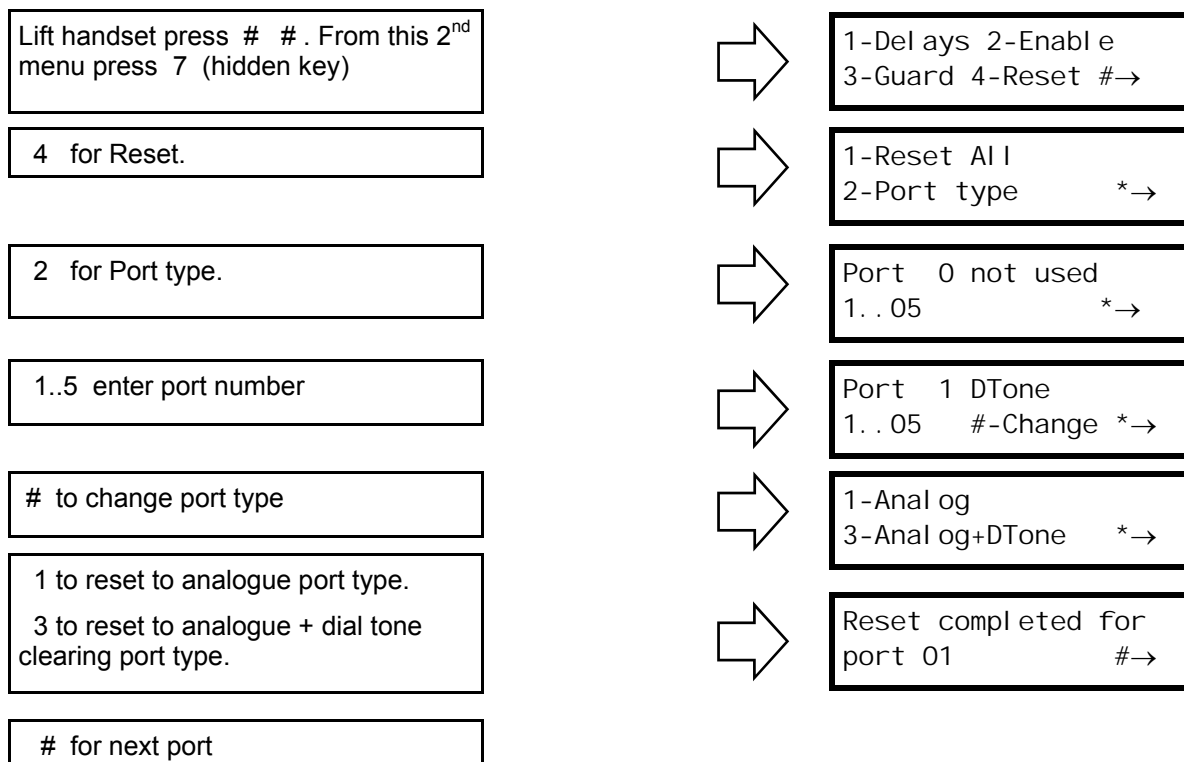 Lift handset press # # . From this 2nd
menu press 7 (hidden key)
1-Delays 2-Enable
3-Guard 4-Reset #→
4 for Reset.
1-Reset All
2-Port type *→
2 for Port type.
Port 0 not used
1..05 *→
1..5 enter port number
Port 1 DTone
1..05 #-Change *→
# to change port type
1-Analog
3-Analog+DTone *→
1 to reset to analogue port type.
3 to reset to analogue + dial tone
clearing port type.
Reset completed for
port 01 #→
# for next port